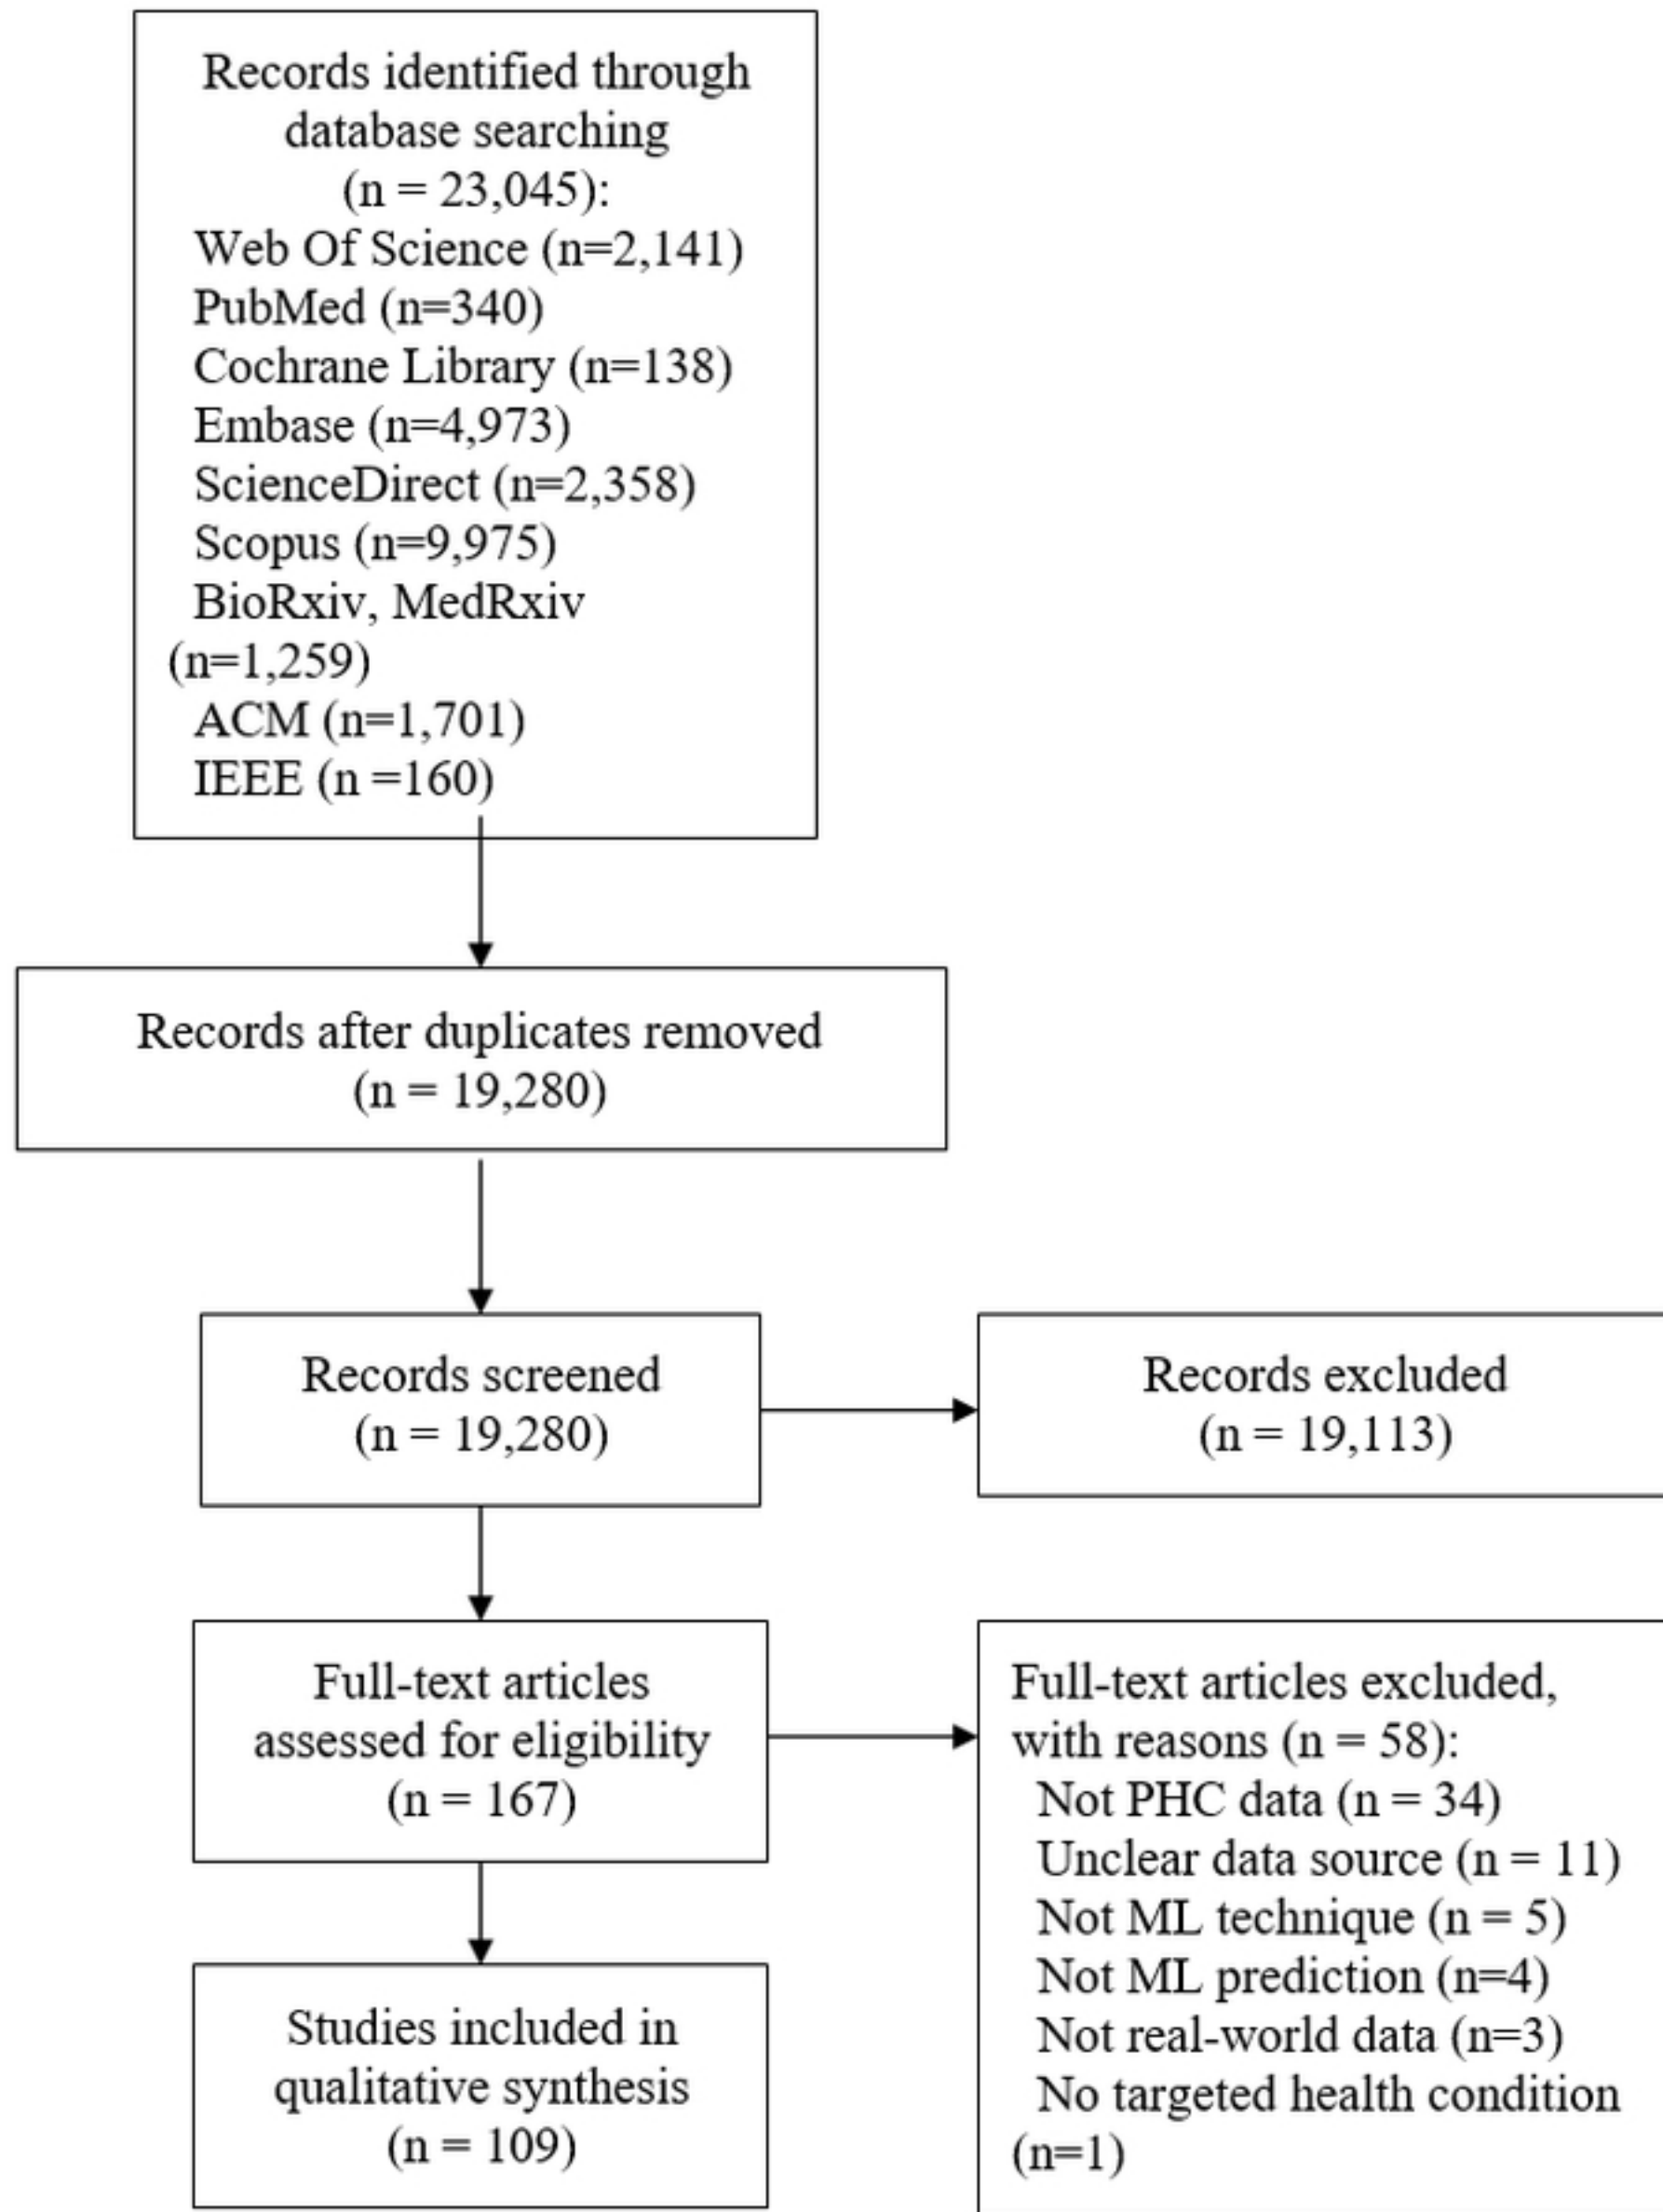 Records identified through
database searching
(n = 23,045):
Web Of Science (n=2,141)
PubMed (n=340)
Cochrane Library (n=138)
Embase (n=4,973)
ScienceDirect (n=2,358)
Scopus (n=9,975)
BioRxiv, MedRxiv
(n=1,259)
ACM (n=1,701)
IEEE (n =160)
Records after duplicates removed
(n = 19,280)
Records screened
(n = 19,280)
Records excluded
(n = 19,113)
Full-text articles
assessed for eligibility
(n = 167)
Full-text articles excluded,
with reasons (n = 58):
Not PHC data (n = 34)
Unclear data source (n = 11)
Not ML technique (n = 5)
Not ML prediction (n=4)
Not real-world data (n=3)
No targeted health condition
(n=1)
Studies included in
qualitative synthesis
(n = 109)